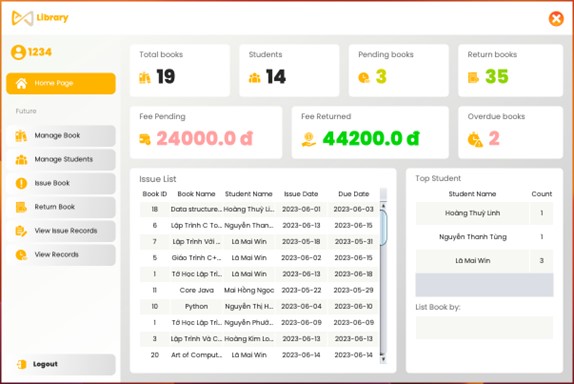 Library
1234
Home Page
Future
Manage Book
Manage Students
Issue Book
Return Book
View Issue Records
View Records
Logout
Total books
19
Students
14
Pending books
3
Return books
35
Fee Pending
24000.0 đ
Fee Returned
44200.0 đ
Overdue books
2
Issue List
Book ID Book Name Student Name Issue Date Due Date
18 Data structure... Hoàng Thuỳ Li... 2023-06-01 2023-06-03
6 Lập Trình C To... Nguyễn Than... 2023-06-13 2023-06-15
7 Lập Trình Với ... Lã Mai Win 2023-05-18 2023-05-31
5 Giáo Trình C+... Lã Mai Win 2023-06-02 2023-06-15
1 Tớ Học Lập Tri... Lã Mai Win 2023-06-13 2023-06-18
11 Core Java Mai Hồng Ngọc 2023-05-22 2023-05-29
10 Python Nguyễn Thị H... 2023-06-04 2023-06-10
1 Tớ Học Lập Tri... Nguyễn Phướ... 2023-06-09 2023-06-09
3 Lập Trình Và C... Hoàng Kim Lo... 2023-06-13 2023-06-15
20 Art of Comput... Lã Mai Win 2023-06-14 2023-06-14
Top Student
Student Name Count
Hoàng Thuỳ Linh 1
Nguyễn Thanh Tùng 1
Lã Mai Win 3
List Book by: